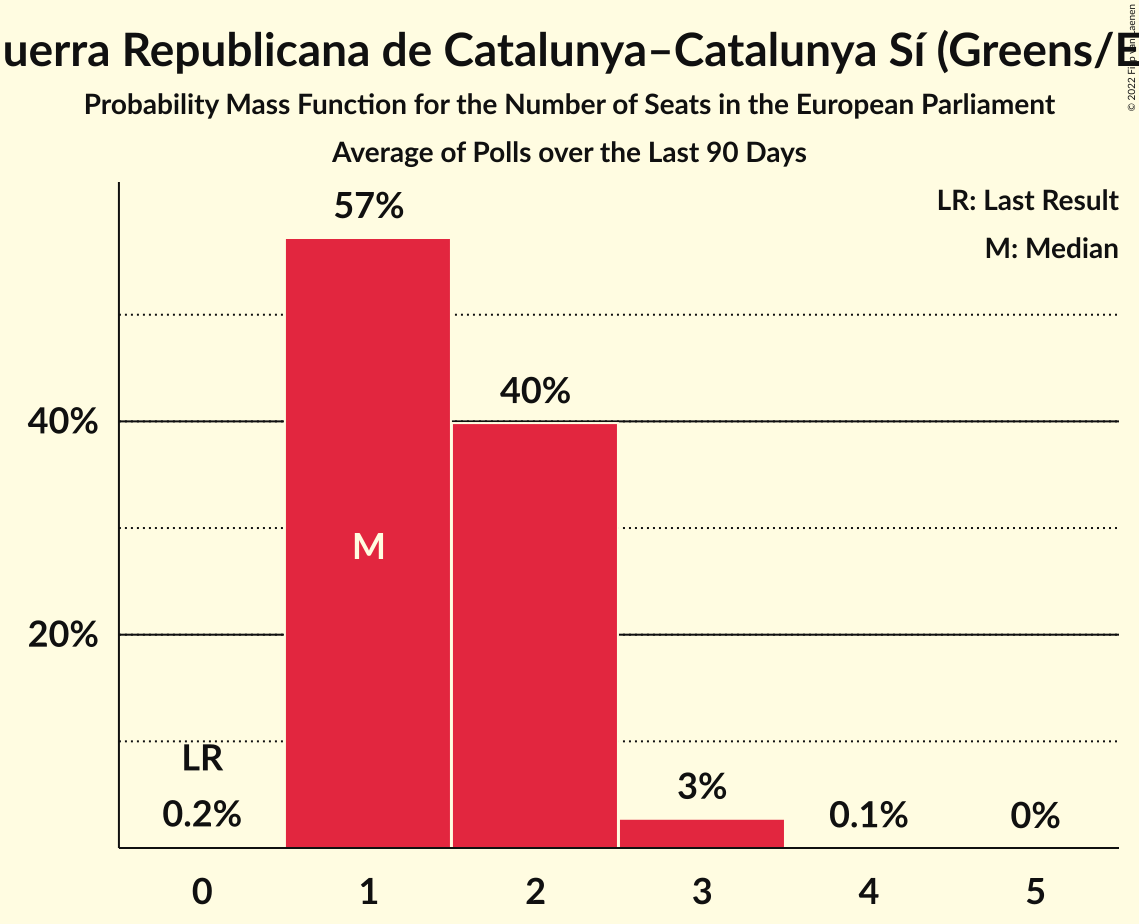 uerra Republicana de Catalunya–Catalunya Sí (Greens/E
Probability Mass Function for the Number of Seats in the European Parliament
Average of Polls over the Last 90 Days
© 2022 Filip Laenen
LR: Last Result
M: Median
57%
40%
40%
M
20%
LR
0.2%
3%
0.1%
0%
0 1 2 3 4 5